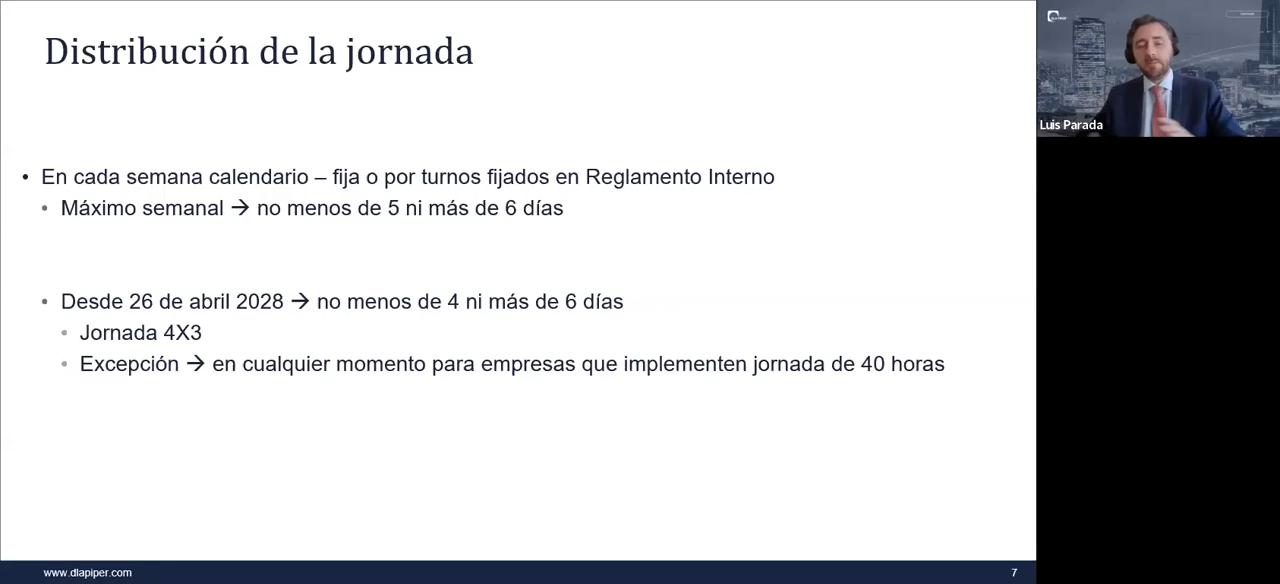 Distribución de la jornada
• En cada semana calendario – fija o por turnos fijados en Reglamento Interno
• Máximo semanal → no menos de 5 ni más de 6 días
• Desde 26 de abril 2028 → no menos de 4 ni más de 6 días
• Jornada 4X3
• Excepción → en cualquier momento para empresas que implementen jornada de 40 horas
www.dlapiper.com
7
DLA PIPER
Luis Parada